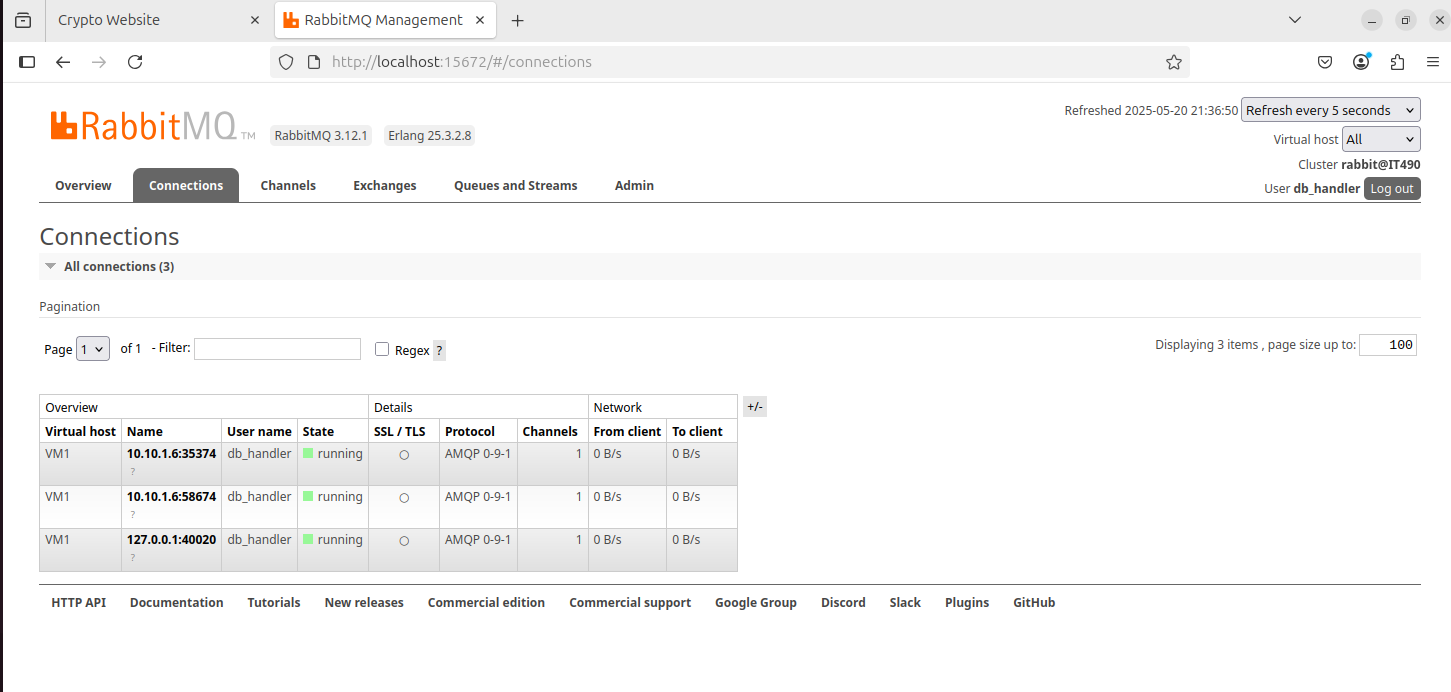 Crypto Website
RabbitMQ Management
http://localhost:15672/#/connections
RabbitMQ TM
RabbitMQ 3.12.1 Erlang 25.3.2.8
Refreshed 2025-05-20 21:36:50 Refresh every 5 seconds
Virtual host All
Cluster rabbit@IT490
User db_handler Log out
Overview Connections Channels Exchanges Queues and Streams Admin
Connections
All connections (3)
Pagination
Page 1 of 1 - Filter: Regex ?
Displaying 3 items , page size up to: 100
Overview Details Network +/-
Virtual host Name User name State SSL / TLS Protocol Channels From client To client
VM1 10.10.1.6:35374 db_handler running ○ AMQP 0-9-1 1 0 B/s 0 B/s
?
VM1 10.10.1.6:58674 db_handler running ○ AMQP 0-9-1 1 0 B/s 0 B/s
?
VM1 127.0.0.1:40020 db_handler running ○ AMQP 0-9-1 1 0 B/s 0 B/s
?
HTTP API Documentation Tutorials New releases Commercial edition Commercial support Google Group Discord Slack Plugins GitHub